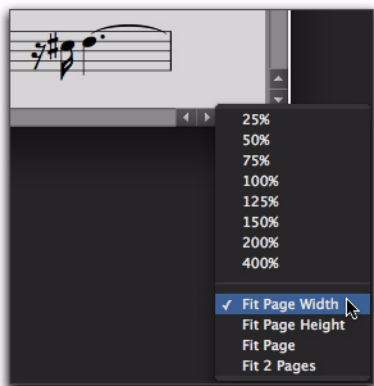 25%
50%
75%
100%
125%
150%
200%
400%
✓ Fit Page Width
Fit Page Height
Fit Page
Fit 2 Pages